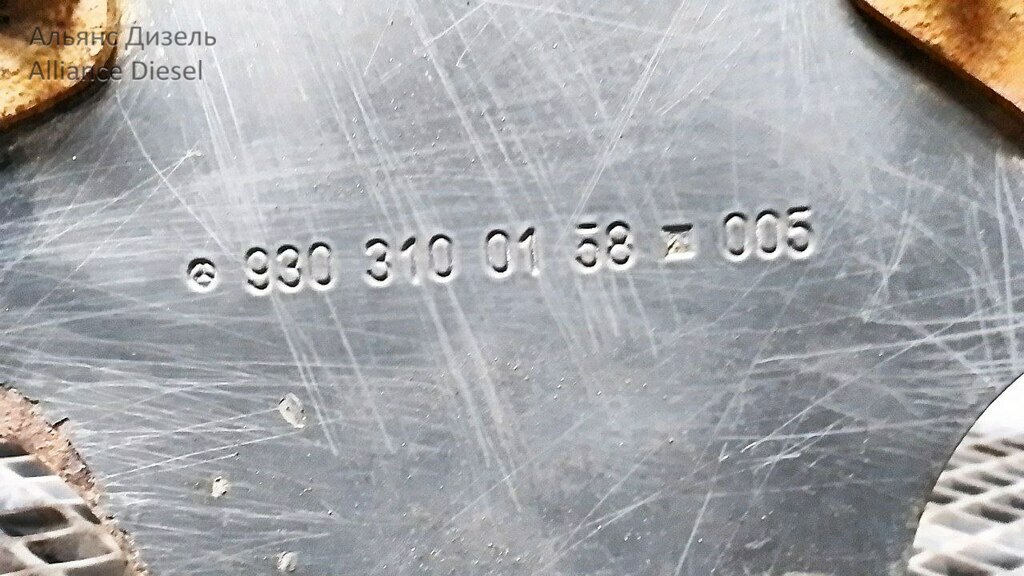 Альянс Дизель
Alliance Diesel
930 310 01 58 005